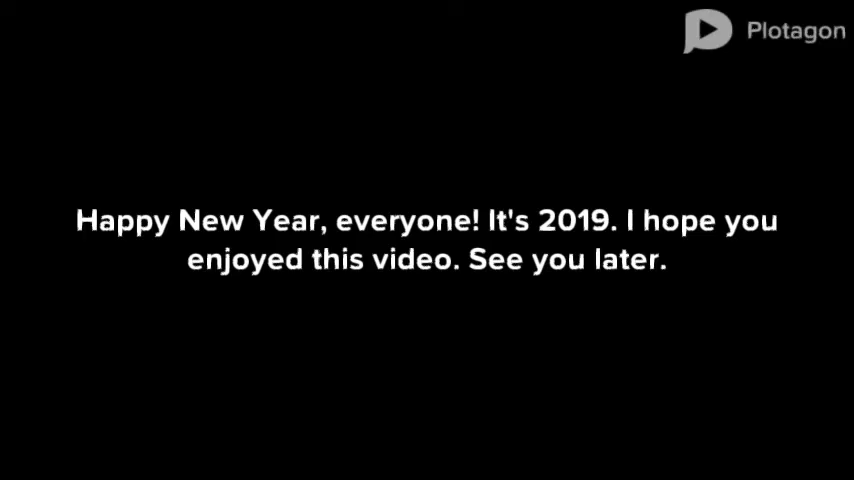 Plotagon
Happy New Year, everyone! It's 2019. I hope you
enjoyed this video. See you later.